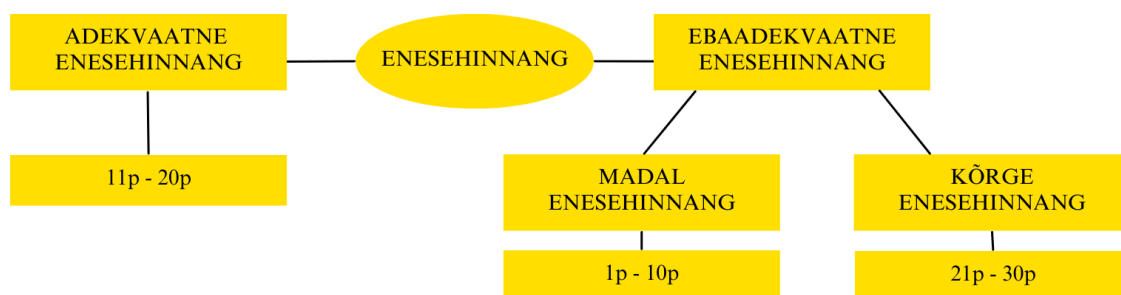 ADEKVAATNE
ENESEHINNANG
ENESEHINNANG
EBAADEKVAATNE
ENESEHINNANG
11p - 20p
MADAL
ENESEHINNANG
KÕRGE
ENESEHINNANG
1p - 10p
21p - 30p